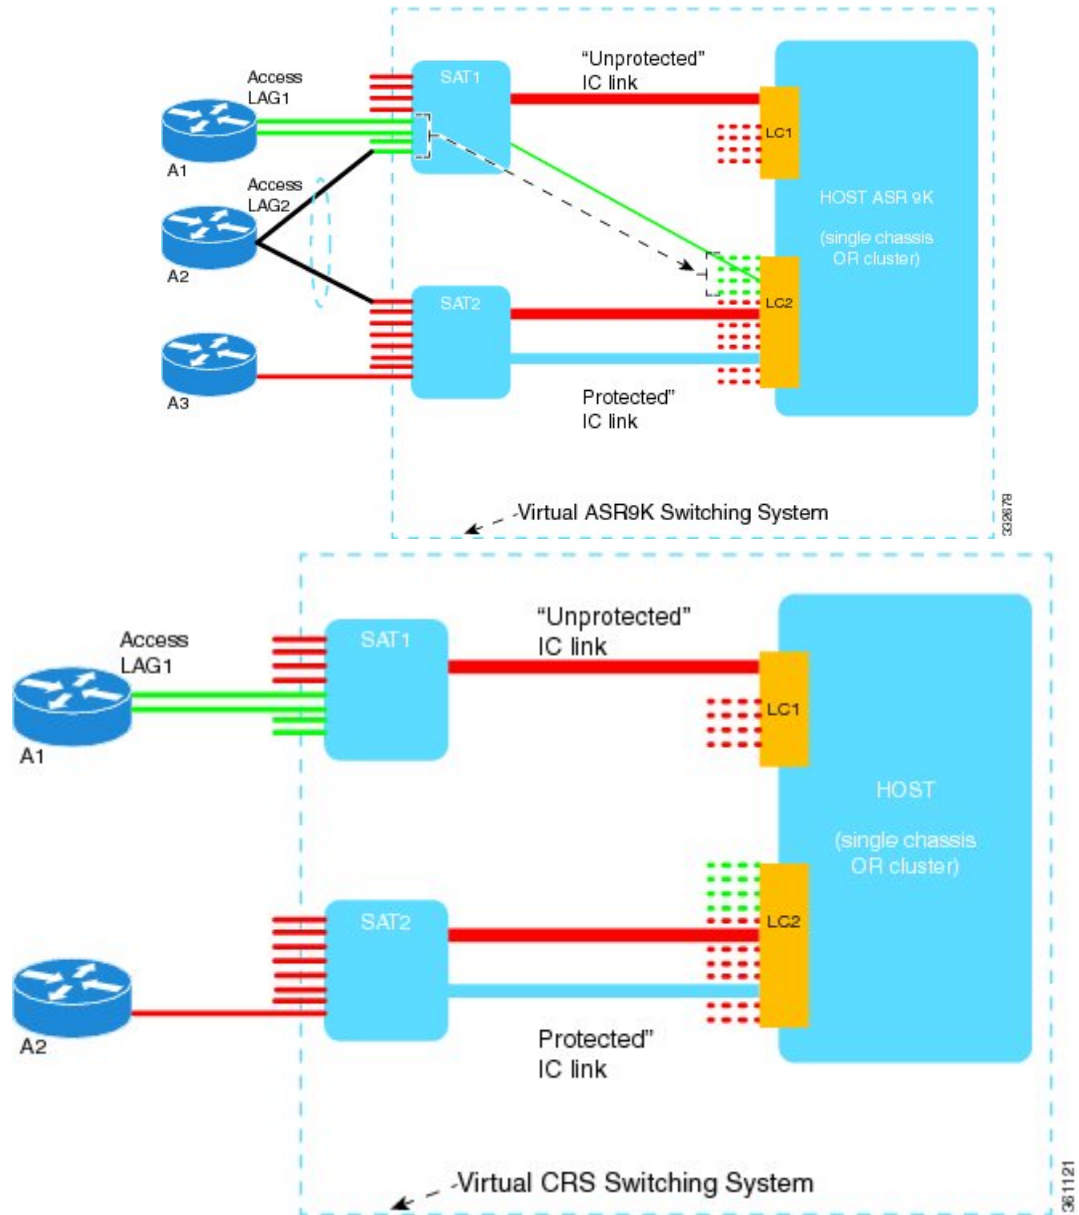 Access
LAG1
SAT1
"Unprotected"
IC link
LC1
A1
Access
LAG2
A2
HOST ASR 9K
(single chassis
OR cluster)
SAT2
LC2
A3
Protected"
IC link
Virtual ASR9K Switching System
332678
Access
LAG1
SAT1
"Unprotected"
IC link
LC1
A1
HOST
(single chassis
OR cluster)
SAT2
LC2
A2
Protected"
IC link
Virtual CRS Switching System
361121